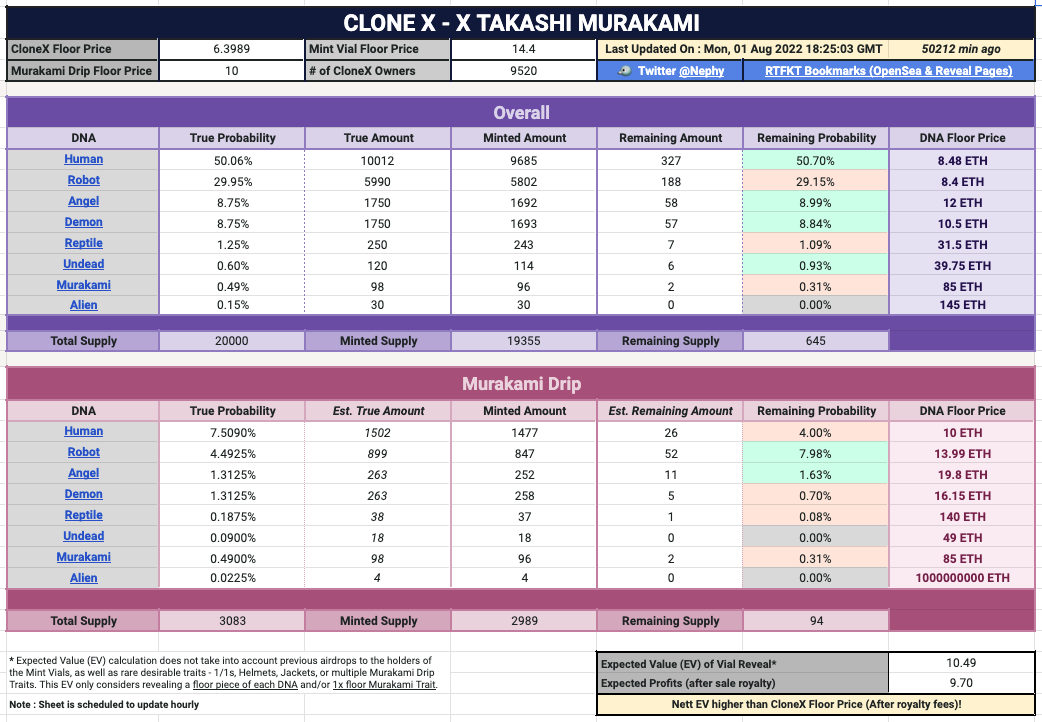 CLONE X - X TAKASHI MURAKAMI
CloneX Floor Price 6.3989 Mint Vial Floor Price 14.4 Last Updated On : Mon, 01 Aug 2022 18:25:03 GMT 50212 min ago
Murakami Drip Floor Price 10 # of CloneX Owners 9520 Twitter @Nephy RTFKT Bookmarks (OpenSea & Reveal Pages)
Overall
DNA True Probability True Amount Minted Amount Remaining Amount Remaining Probability DNA Floor Price
Human 50.06% 10012 9685 327 50.70% 8.48 ETH
Robot 29.95% 5990 5802 188 29.15% 8.4 ETH
Angel 8.75% 1750 1692 58 8.99% 12 ETH
Demon 8.75% 1750 1693 57 8.84% 10.5 ETH
Reptile 1.25% 250 243 7 1.09% 31.5 ETH
Undead 0.60% 120 114 6 0.93% 39.75 ETH
Murakami 0.49% 98 96 2 0.31% 85 ETH
Alien 0.15% 30 30 0 0.00% 145 ETH
Total Supply 20000 Minted Supply 19355 Remaining Supply 645
Murakami Drip
DNA True Probability Est. True Amount Minted Amount Est. Remaining Amount Remaining Probability DNA Floor Price
Human 7.5090% 1502 1477 26 4.00% 10 ETH
Robot 4.4925% 899 847 52 7.98% 13.99 ETH
Angel 1.3125% 263 252 11 1.63% 19.8 ETH
Demon 1.3125% 263 258 5 0.70% 16.15 ETH
Reptile 0.1875% 38 37 1 0.08% 140 ETH
Undead 0.0900% 18 18 0 0.00% 49 ETH
Murakami 0.4900% 98 96 2 0.31% 85 ETH
Alien 0.0225% 4 4 0 0.00% 1000000000 ETH
Total Supply 3083 Minted Supply 2989 Remaining Supply 94
* Expected Value (EV) calculation does not take into account previous airdrops to the holders of
the Mint Vials, as well as rare desirable traits - 1/1s, Helmets, Jackets, or multiple Murakami Drip
Traits. This EV only considers revealing a floor piece of each DNA and/or 1x floor Murakami Trait.
Note : Sheet is scheduled to update hourly
Expected Value (EV) of Vial Reveal* 10.49
Expected Profits (after sale royalty) 9.70
Nett EV higher than CloneX Floor Price (After royalty fees)!